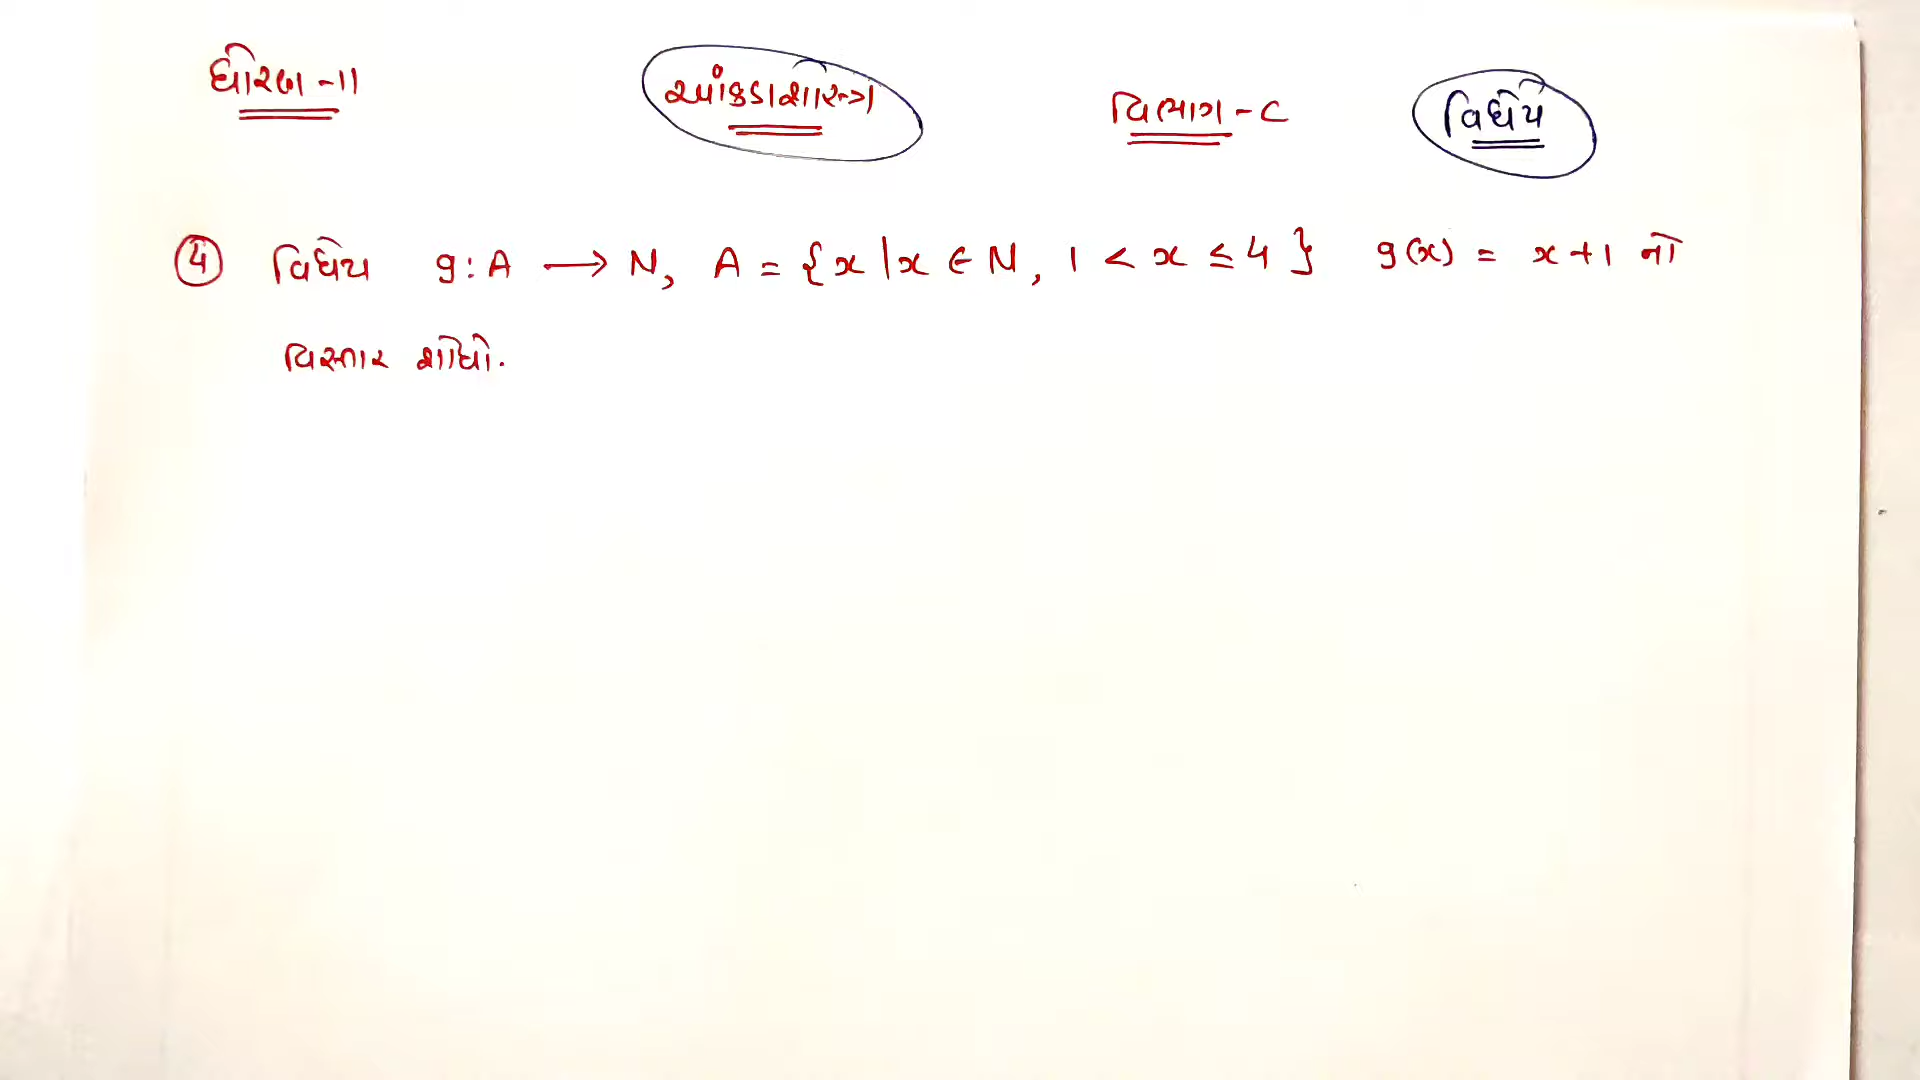 ધોરણ-11 આંકડાશાસ્ત્ર વિભાગ-C વિધેય
4 વિધેય g: A ⟶ N, A = {x | x ∈ N, 1 < x ≤ 4} g(x) = x+1 નો
વિસ્તાર શોધો.